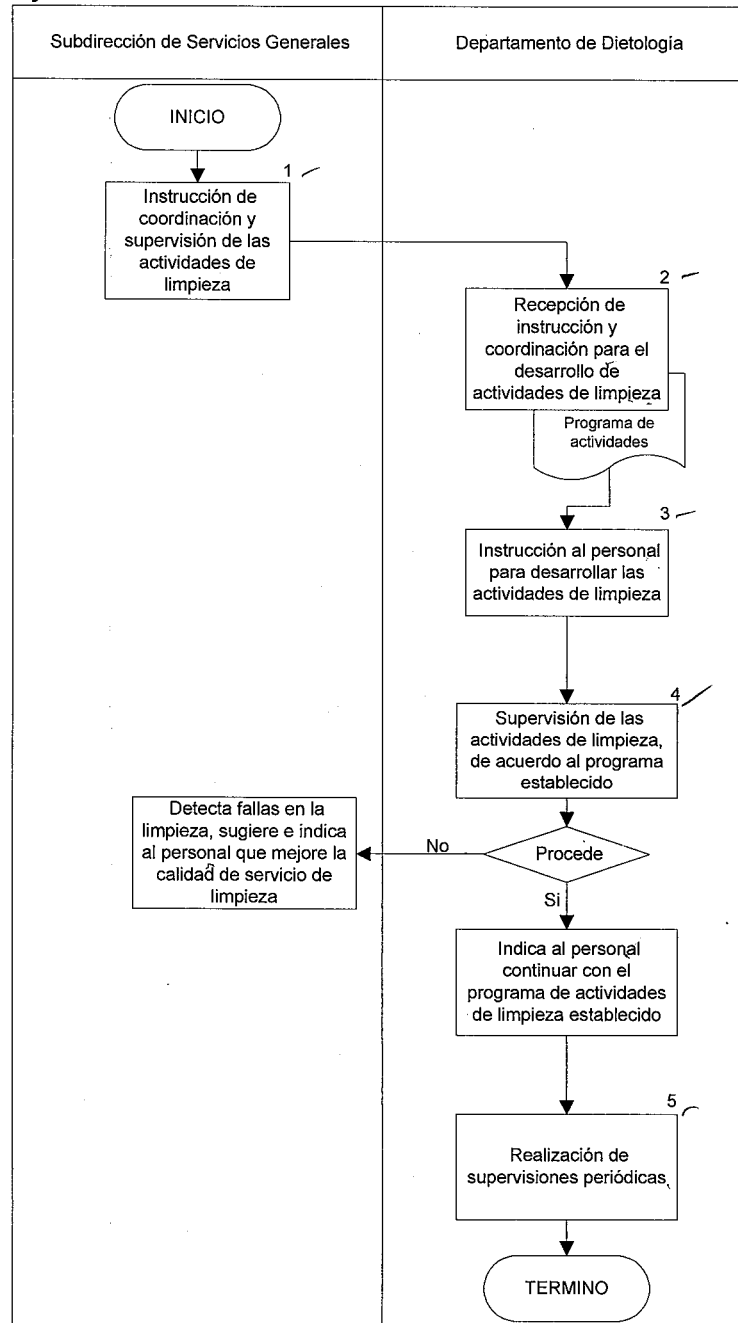 Subdirección de Servicios Generales
Departamento de Dietología
INICIO
1
Instrucción de
coordinación y
supervisión de las
actividades de
limpieza
2
Recepción de
instrucción y
coordinación para el
desarrollo de
actividades de limpieza
Programa de
actividades
3
Instrucción al personal
para desarrollar las
actividades de limpieza
4
Supervisión de las
actividades de limpieza,
de acuerdo al programa
establecido
Procede
No
Detecta fallas en la
limpieza, sugiere e indica
al personal que mejore la
calidad de servicio de
limpieza
Si
Indica al personal
continuar con el
programa de actividades
de limpieza establecido
5
Realización de
supervisiones periódicas
TERMINO